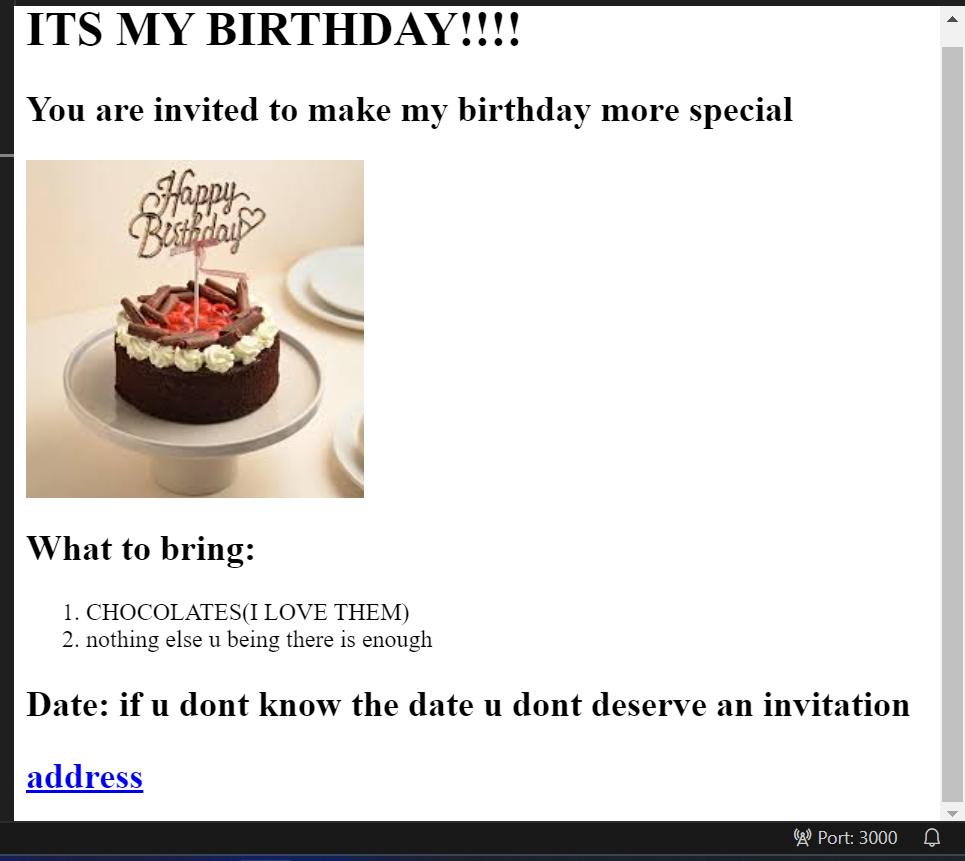 ITS MY BIRTHDAY!!!!
You are invited to make my birthday more special
Happy
Birthday
What to bring:
1. CHOCOLATES(I LOVE THEM)
2. nothing else u being there is enough
Date: if u dont know the date u dont deserve an invitation
address
Port: 3000